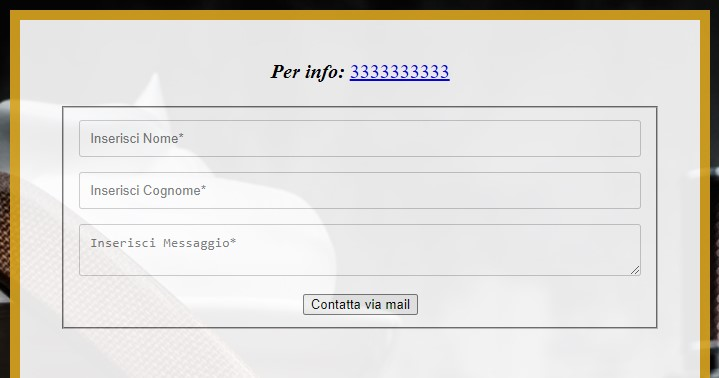 Per info: 3333333333
Inserisci Nome*
Inserisci Cognome*
Inserisci Messaggio*
Contatta via mail